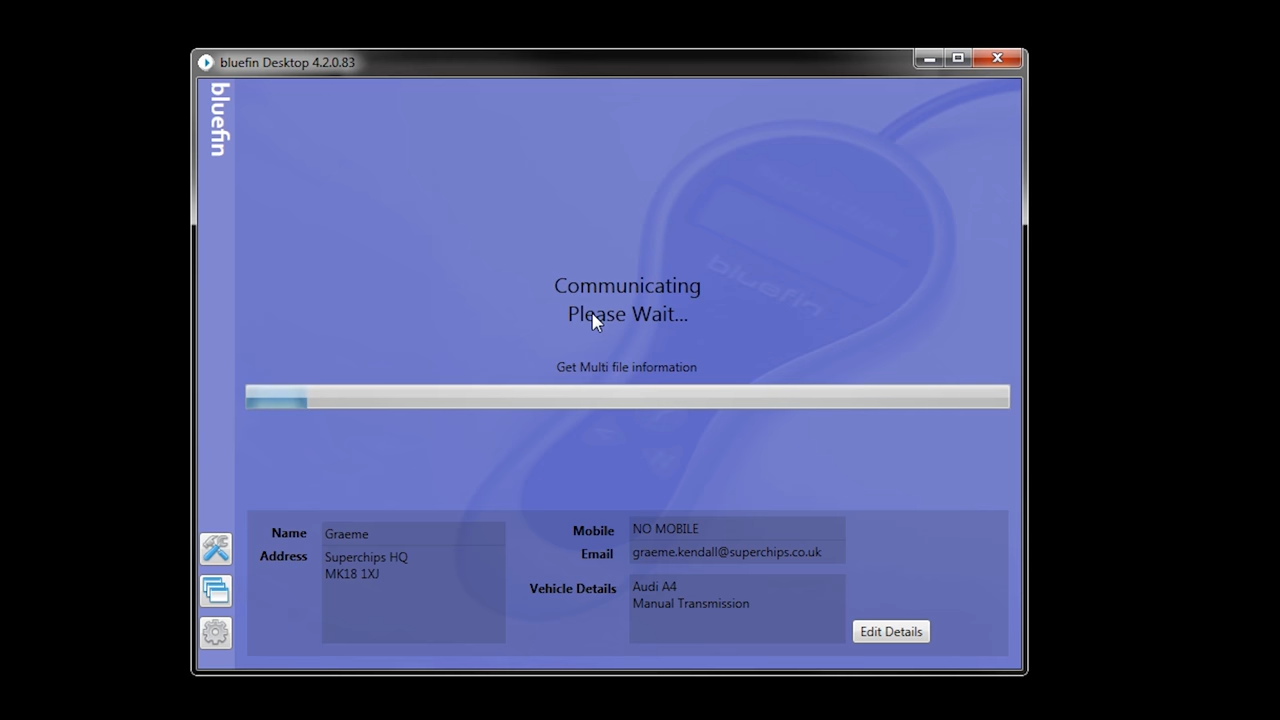 bluefin Desktop 4.2.0.83
bluefin
bluefin
Communicating
Please Wait...
Get Multi file information
Name
Graeme
Address
Superchips HQ
MK18 1XJ
Mobile
NO MOBILE
Email
graeme.kendall@superchips.co.uk
Vehicle Details
Audi A4
Manual Transmission
Edit Details